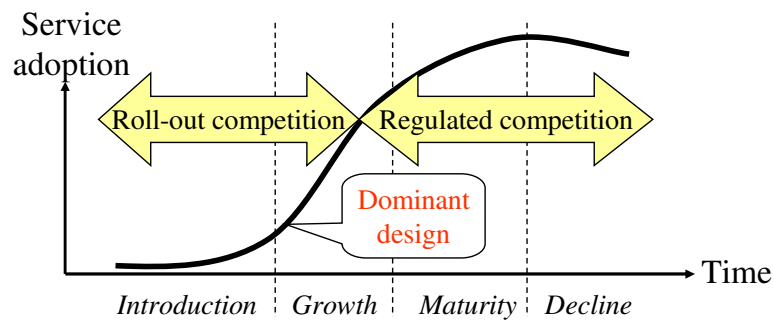 Service
adoption
Roll-out competition
Regulated competition
Dominant
design
Time
Introduction
Growth
Maturity
Decline